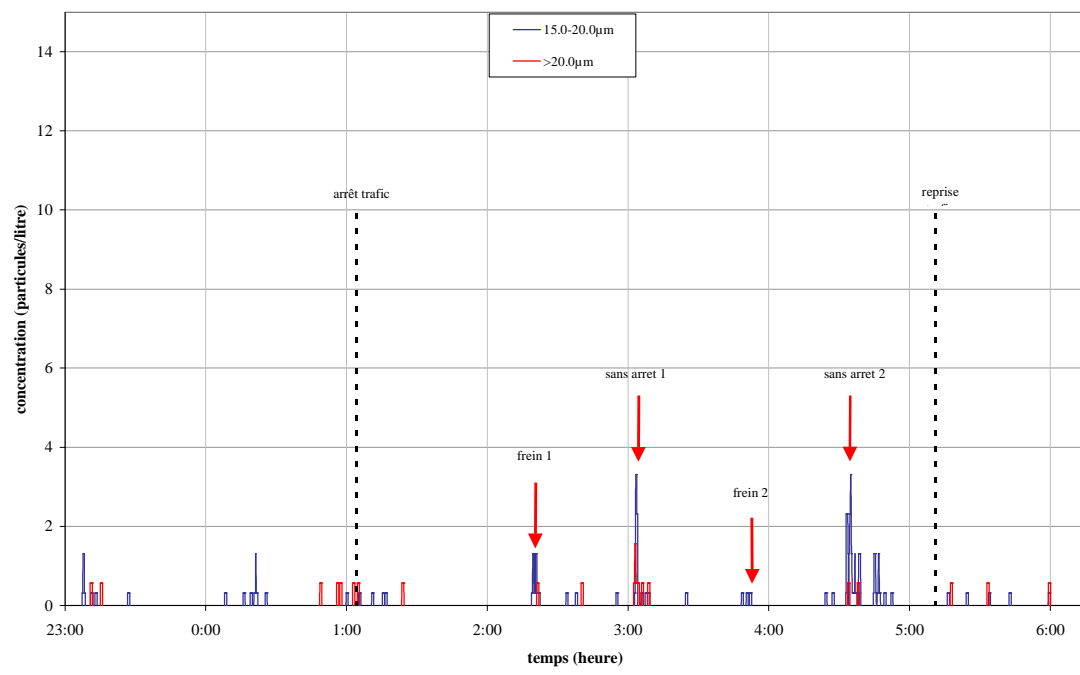 15.0-20.0µm
>20.0µm
14
12
10
8
6
4
2
0
concentration (particules/litre)
arrêt trafic
reprise
sans arret 1
sans arret 2
frein 1
frein 2
23:00
0:00
1:00
2:00
3:00
4:00
5:00
6:00
temps (heure)